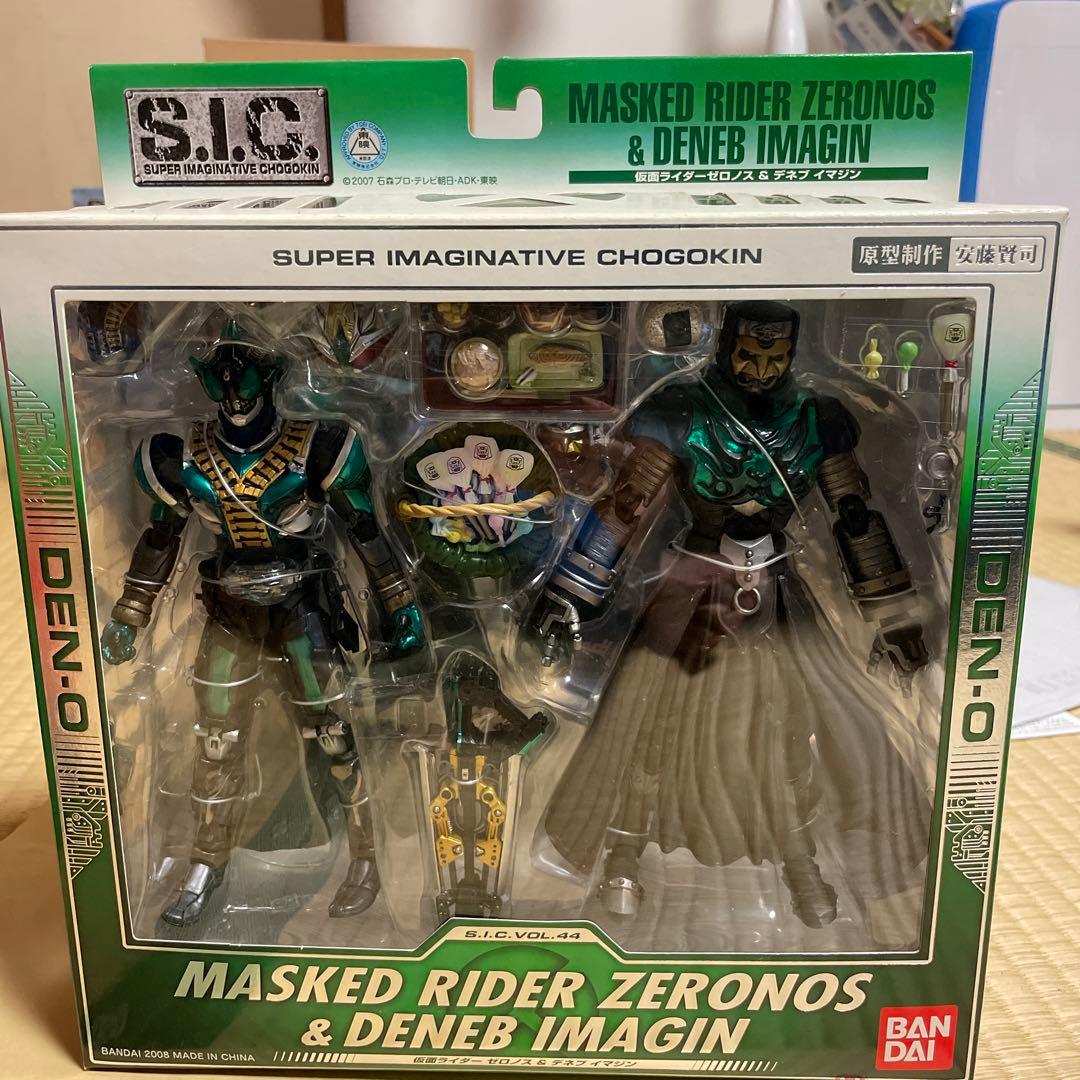 S.I.C.
SUPER IMAGINATIVE CHOGOKIN
東映
©2007 石森プロ・テレビ朝日・ADK・東映
MASKED RIDER ZERONOS
& DENEB IMAGIN
仮面ライダーゼロノス & デネブ イマジン
SUPER IMAGINATIVE CHOGOKIN
原型制作 安藤賢司
DEN-O
DEN-O
S.I.C.VOL.44
MASKED RIDER ZERONOS
& DENEB IMAGIN
仮面ライダー ゼロノス & デネブ イマジン
BANDAI 2008 MADE IN CHINA
BAN
DAI